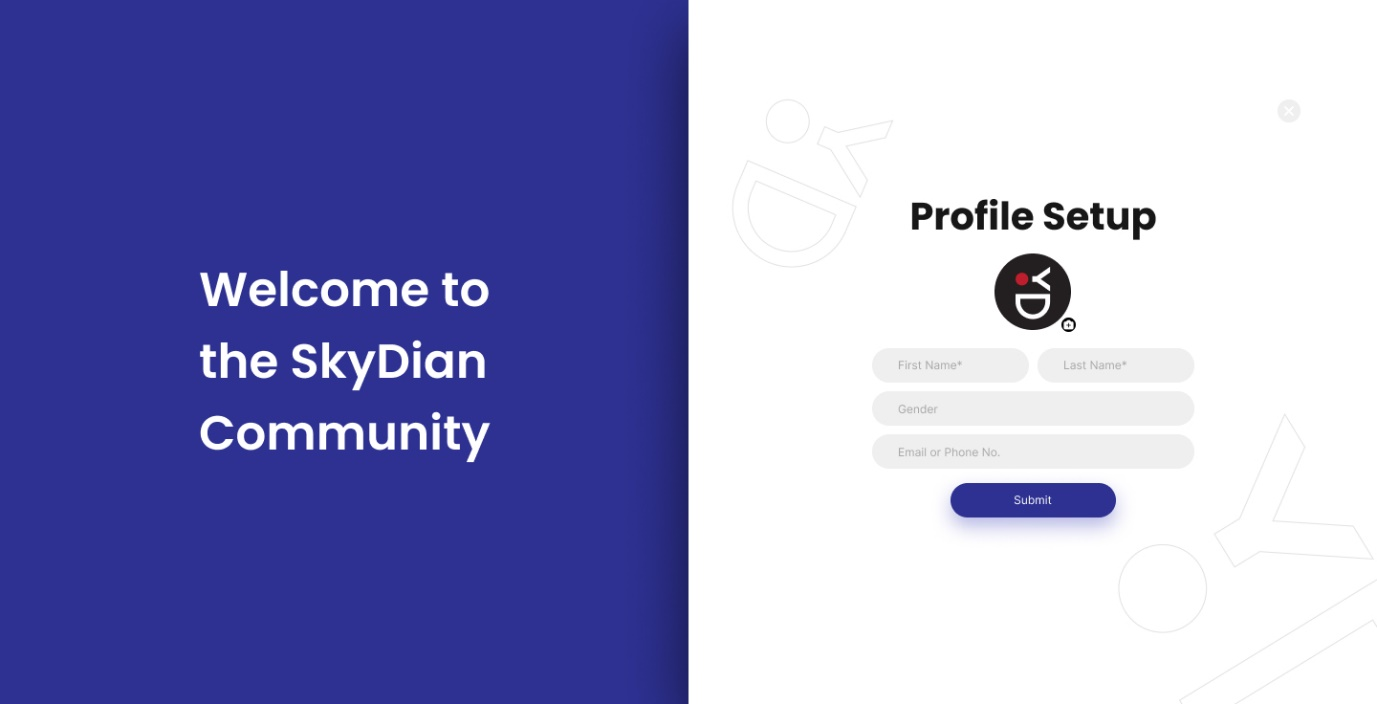 Welcome to
the SkyDian
Community
Profile Setup
First Name*
Last Name*
Gender
Email or Phone No.
Submit